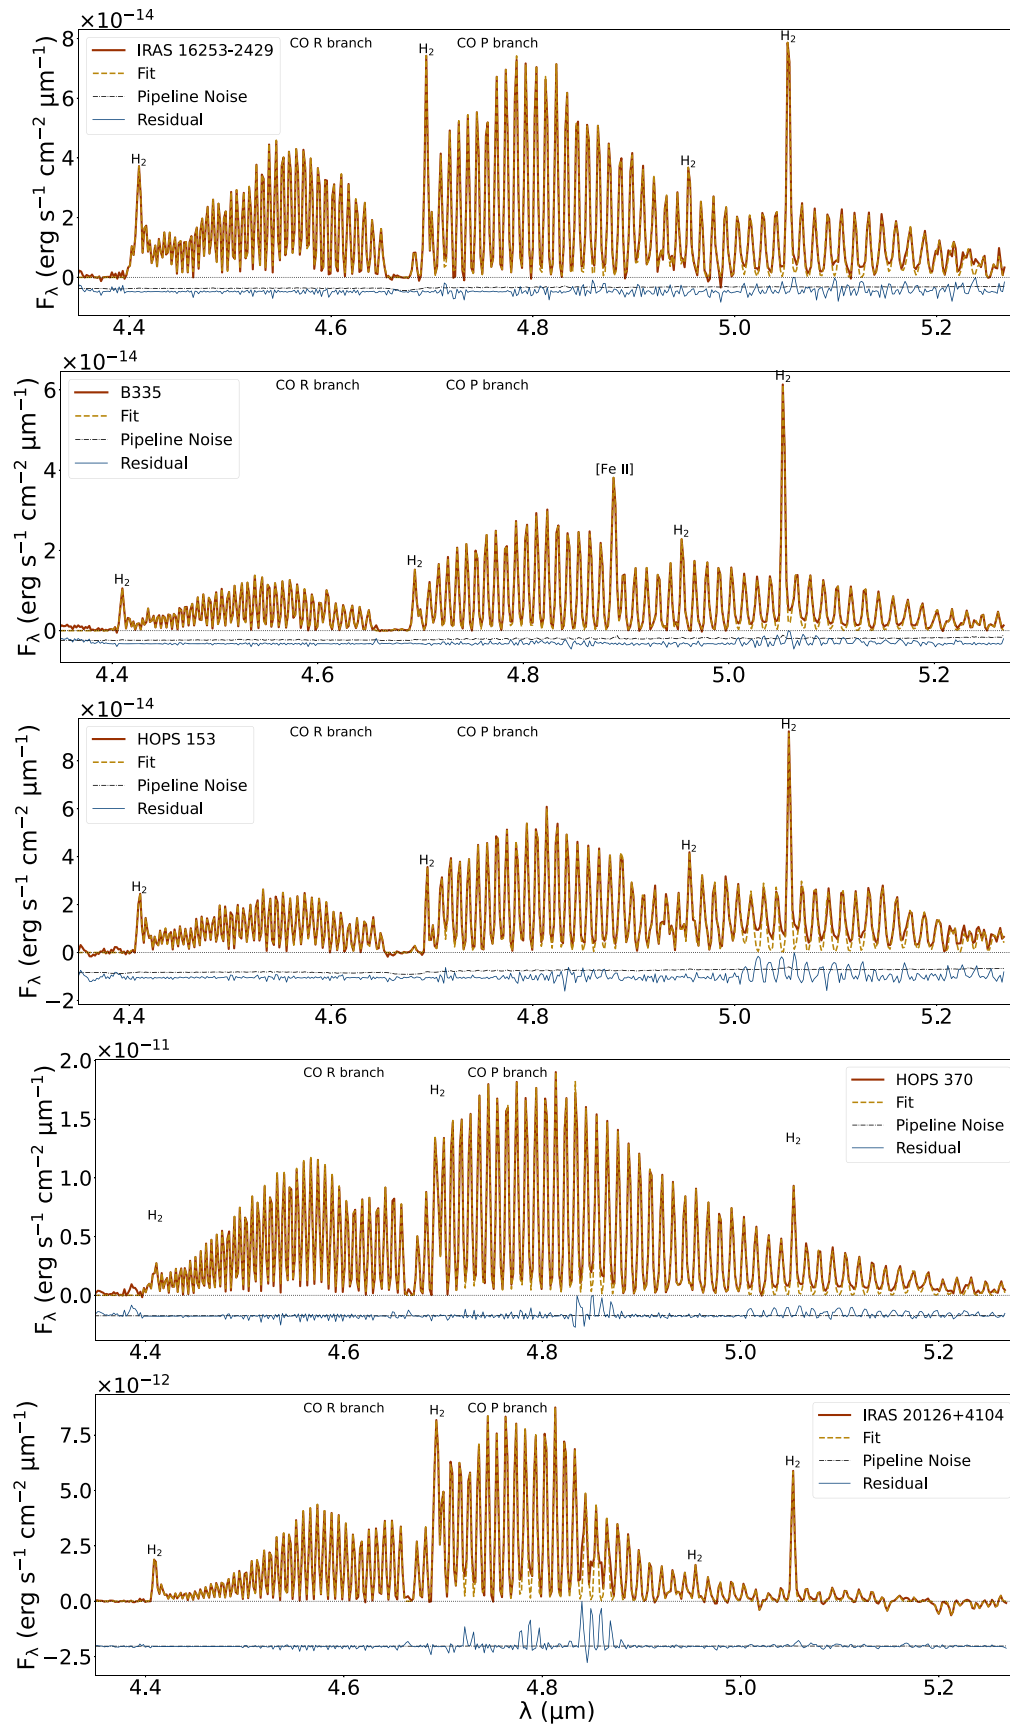 ×10−14
CO R branch
CO P branch
H2
H2
H2
H2
IRAS 16253-2429
Fit
Pipeline Noise
Residual
Fλ (erg s−1 cm−2 μm−1)
8
6
4
2
0
4.4
4.6
4.8
5.0
5.2
×10−14
CO R branch
CO P branch
H2
B335
Fit
Pipeline Noise
Residual
[Fe II]
H2
H2
H2
Fλ (erg s−1 cm−2 μm−1)
6
4
2
0
4.4
4.6
4.8
5.0
5.2
×10−14
CO R branch
CO P branch
H2
HOPS 153
Fit
Pipeline Noise
Residual
H2
H2
H2
Fλ (erg s−1 cm−2 μm−1)
8
6
4
2
0
−2
4.4
4.6
4.8
5.0
5.2
×10−11
CO R branch
CO P branch
H2
HOPS 370
Fit
Pipeline Noise
Residual
H2
H2
Fλ (erg s−1 cm−2 μm−1)
2.0
1.5
1.0
0.5
0.0
4.4
4.6
4.8
5.0
5.2
×10−12
CO R branch
H2
CO P branch
IRAS 20126+4104
Fit
Pipeline Noise
Residual
H2
H2
H2
Fλ (erg s−1 cm−2 μm−1)
7.5
5.0
2.5
0.0
−2.5
4.4
4.6
4.8
5.0
5.2
λ (μm)